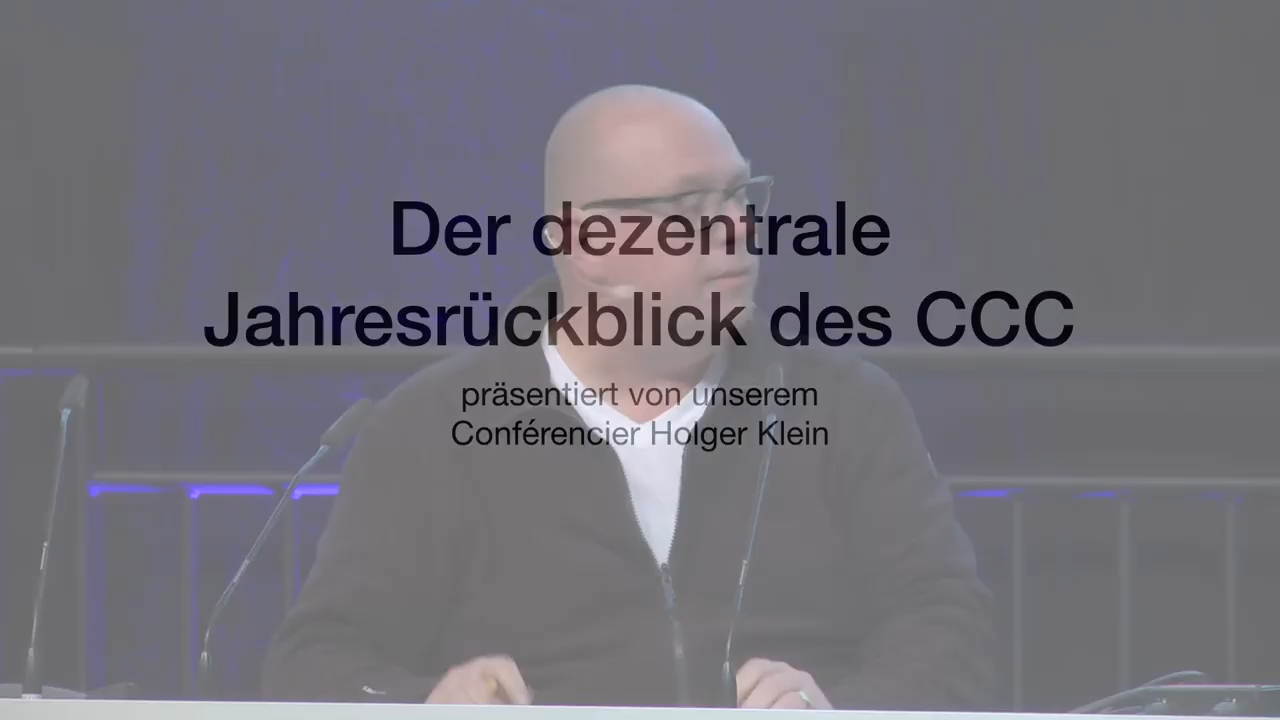 Der dezentrale
Jahresrückblick des CCC
präsentiert von unserem
Conférencier Holger Klein